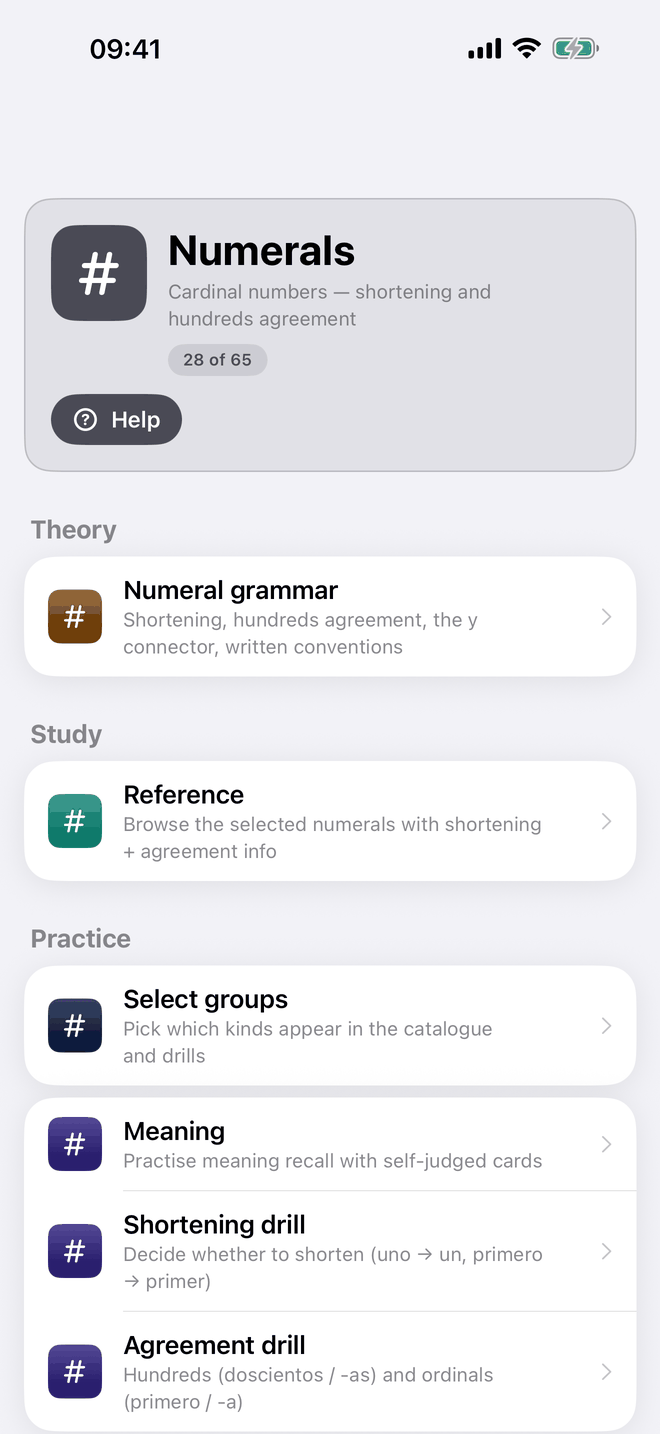 09:41
#
Numerals
Cardinal numbers — shortening and
hundreds agreement
28 of 65
? Help
Theory
#
Numeral grammar
Shortening, hundreds agreement, the y
connector, written conventions
Study
#
Reference
Browse the selected numerals with shortening
+ agreement info
Practice
#
Select groups
Pick which kinds appear in the catalogue
and drills
#
Meaning
Practise meaning recall with self-judged cards
#
Shortening drill
Decide whether to shorten (uno → un, primero
→ primer)
#
Agreement drill
Hundreds (doscientos / -as) and ordinals
(primero / -a)